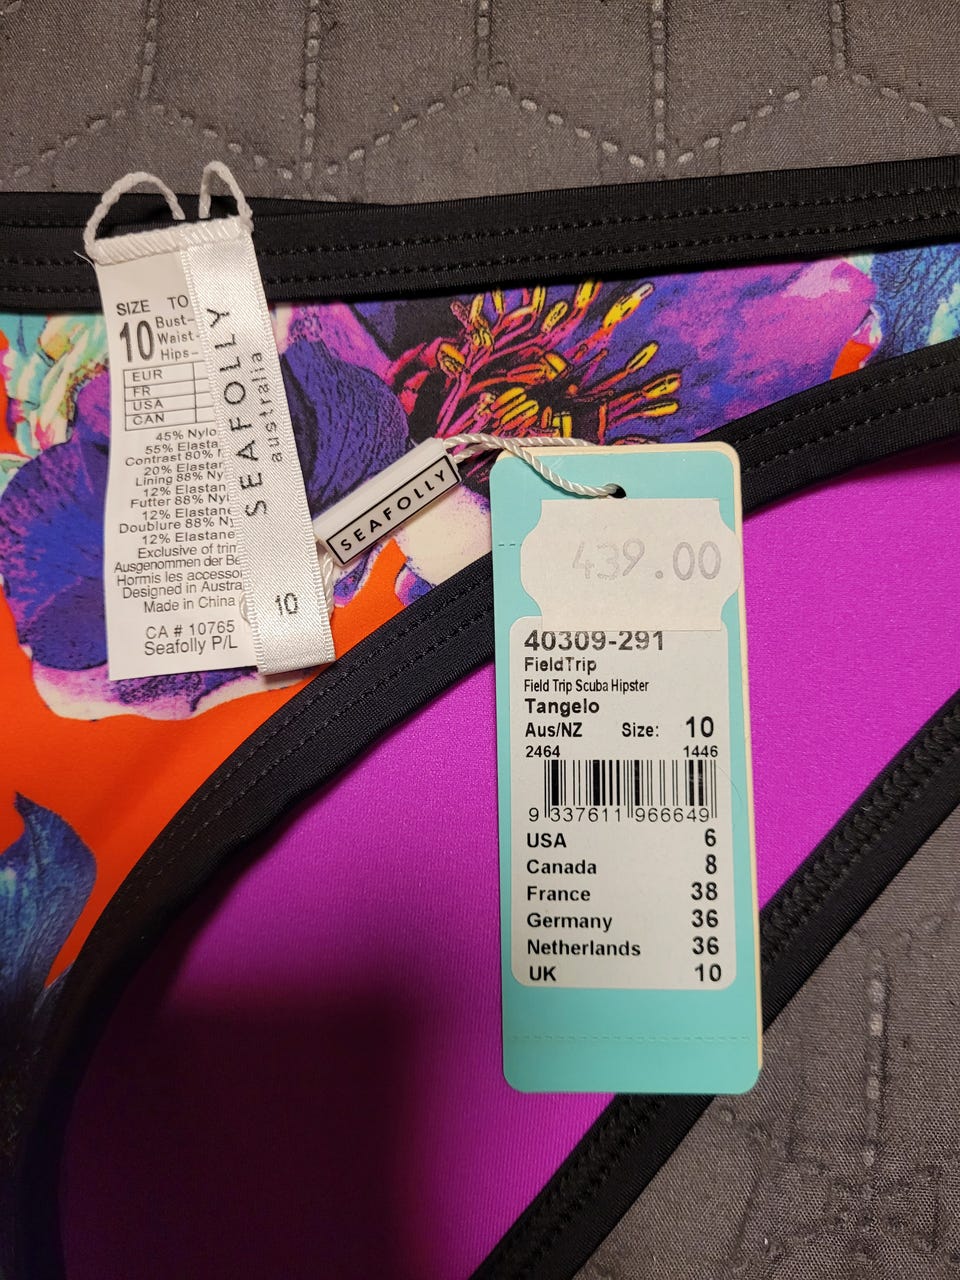 SIZE TO
10 Bust-
Waist-
Hips-
EUR
FR
USA
CAN
45% Nylo
55% Elasta
Contrast 80% N
20% Elastan
Lining 88% Ny
12% Elastan
Futter 88% Nyl
12% Elastane
Doublure 88% N
12% Elastane
Exclusive of trim
Ausgenommen der Be
Hormis les accesso
Designed in Austra
Made in China
CA # 10765
Seafolly P/L
SEAFOLLY
australia
10
SEAFOLLY
439.00
40309-291
FieldTrip
Field Trip Scuba Hipster
Tangelo
Aus/NZ Size: 10
2464 1446
9 337611 966649
USA 6
Canada 8
France 38
Germany 36
Netherlands 36
UK 10